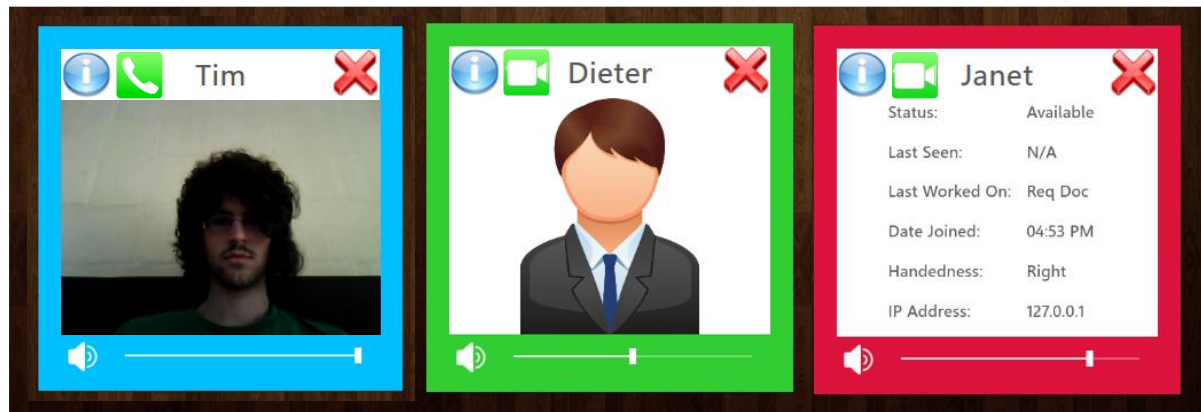 Tim
Dieter
Janet
Status: Available
Last Seen: N/A
Last Worked On: Req Doc
Date Joined: 04:53 PM
Handedness: Right
IP Address: 127.0.0.1